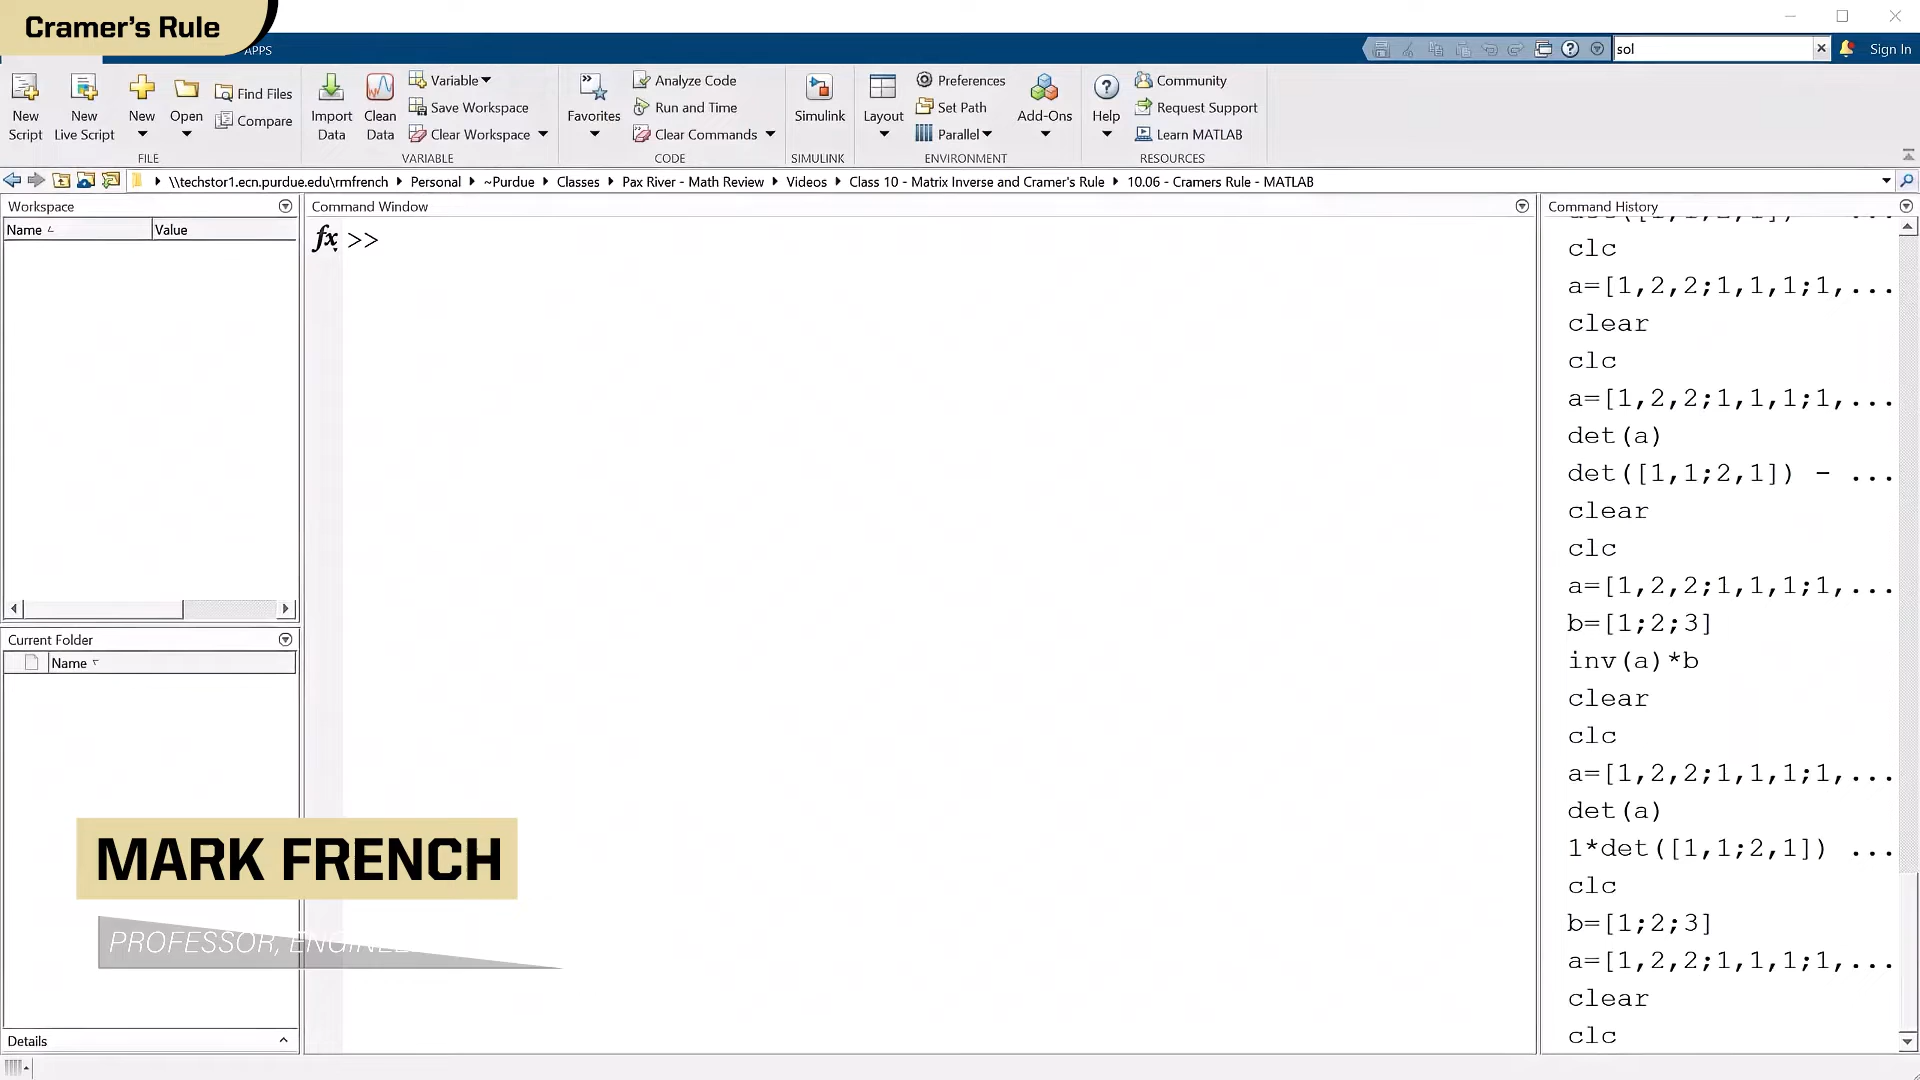 Cramer's Rule
APPS
sol
Sign In
New Script
New Live Script
New
Open
Find Files
Compare
FILE
Import Data
Clean Data
Variable
Save Workspace
Clear Workspace
VARIABLE
Favorites
Analyze Code
Run and Time
Clear Commands
CODE
Simulink
SIMULINK
Layout
Preferences
Set Path
Parallel
Add-Ons
ENVIRONMENT
Help
Community
Request Support
Learn MATLAB
RESOURCES
\\techstor1.ecn.purdue.edu\rmfrench Personal ~Purdue Classes Pax River - Math Review Videos Class 10 - Matrix Inverse and Cramer's Rule 10.06 - Cramers Rule - MATLAB
Workspace
Name
Value
Current Folder
Name
Details
Command Window
fx >>
Command History
clc
a=[1,2,2;1,1,1;1,...
clear
clc
a=[1,2,2;1,1,1;1,...
det(a)
det([1,1;2,1]) - ...
clear
clc
a=[1,2,2;1,1,1;1,...
b=[1;2;3]
inv(a)*b
clear
clc
a=[1,2,2;1,1,1;1,...
det(a)
1*det([1,1;2,1]) ...
clc
b=[1;2;3]
a=[1,2,2;1,1,1;1,...
clear
clc
MARK FRENCH
PROFESSOR,